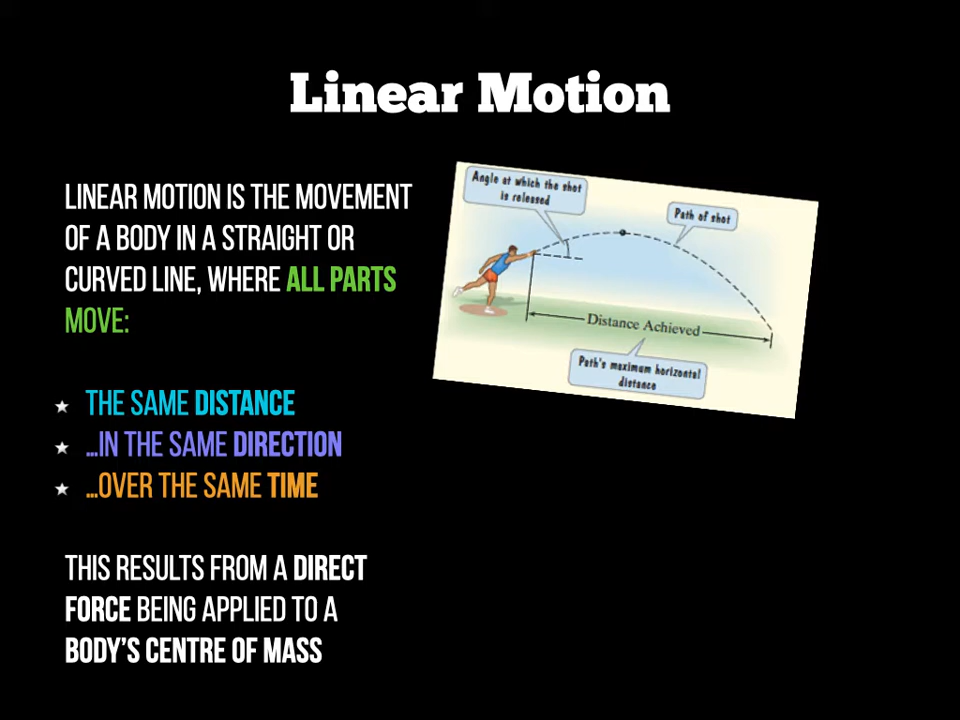 Linear Motion
LINEAR MOTION IS THE MOVEMENT
OF A BODY IN A STRAIGHT OR
CURVED LINE, WHERE ALL PARTS
MOVE:
THE SAME DISTANCE
...IN THE SAME DIRECTION
...OVER THE SAME TIME
THIS RESULTS FROM A DIRECT
FORCE BEING APPLIED TO A
BODY'S CENTRE OF MASS
Angle at which the shot
is released
Path of shot
Distance Achieved
Path's maximum horizontal
distance